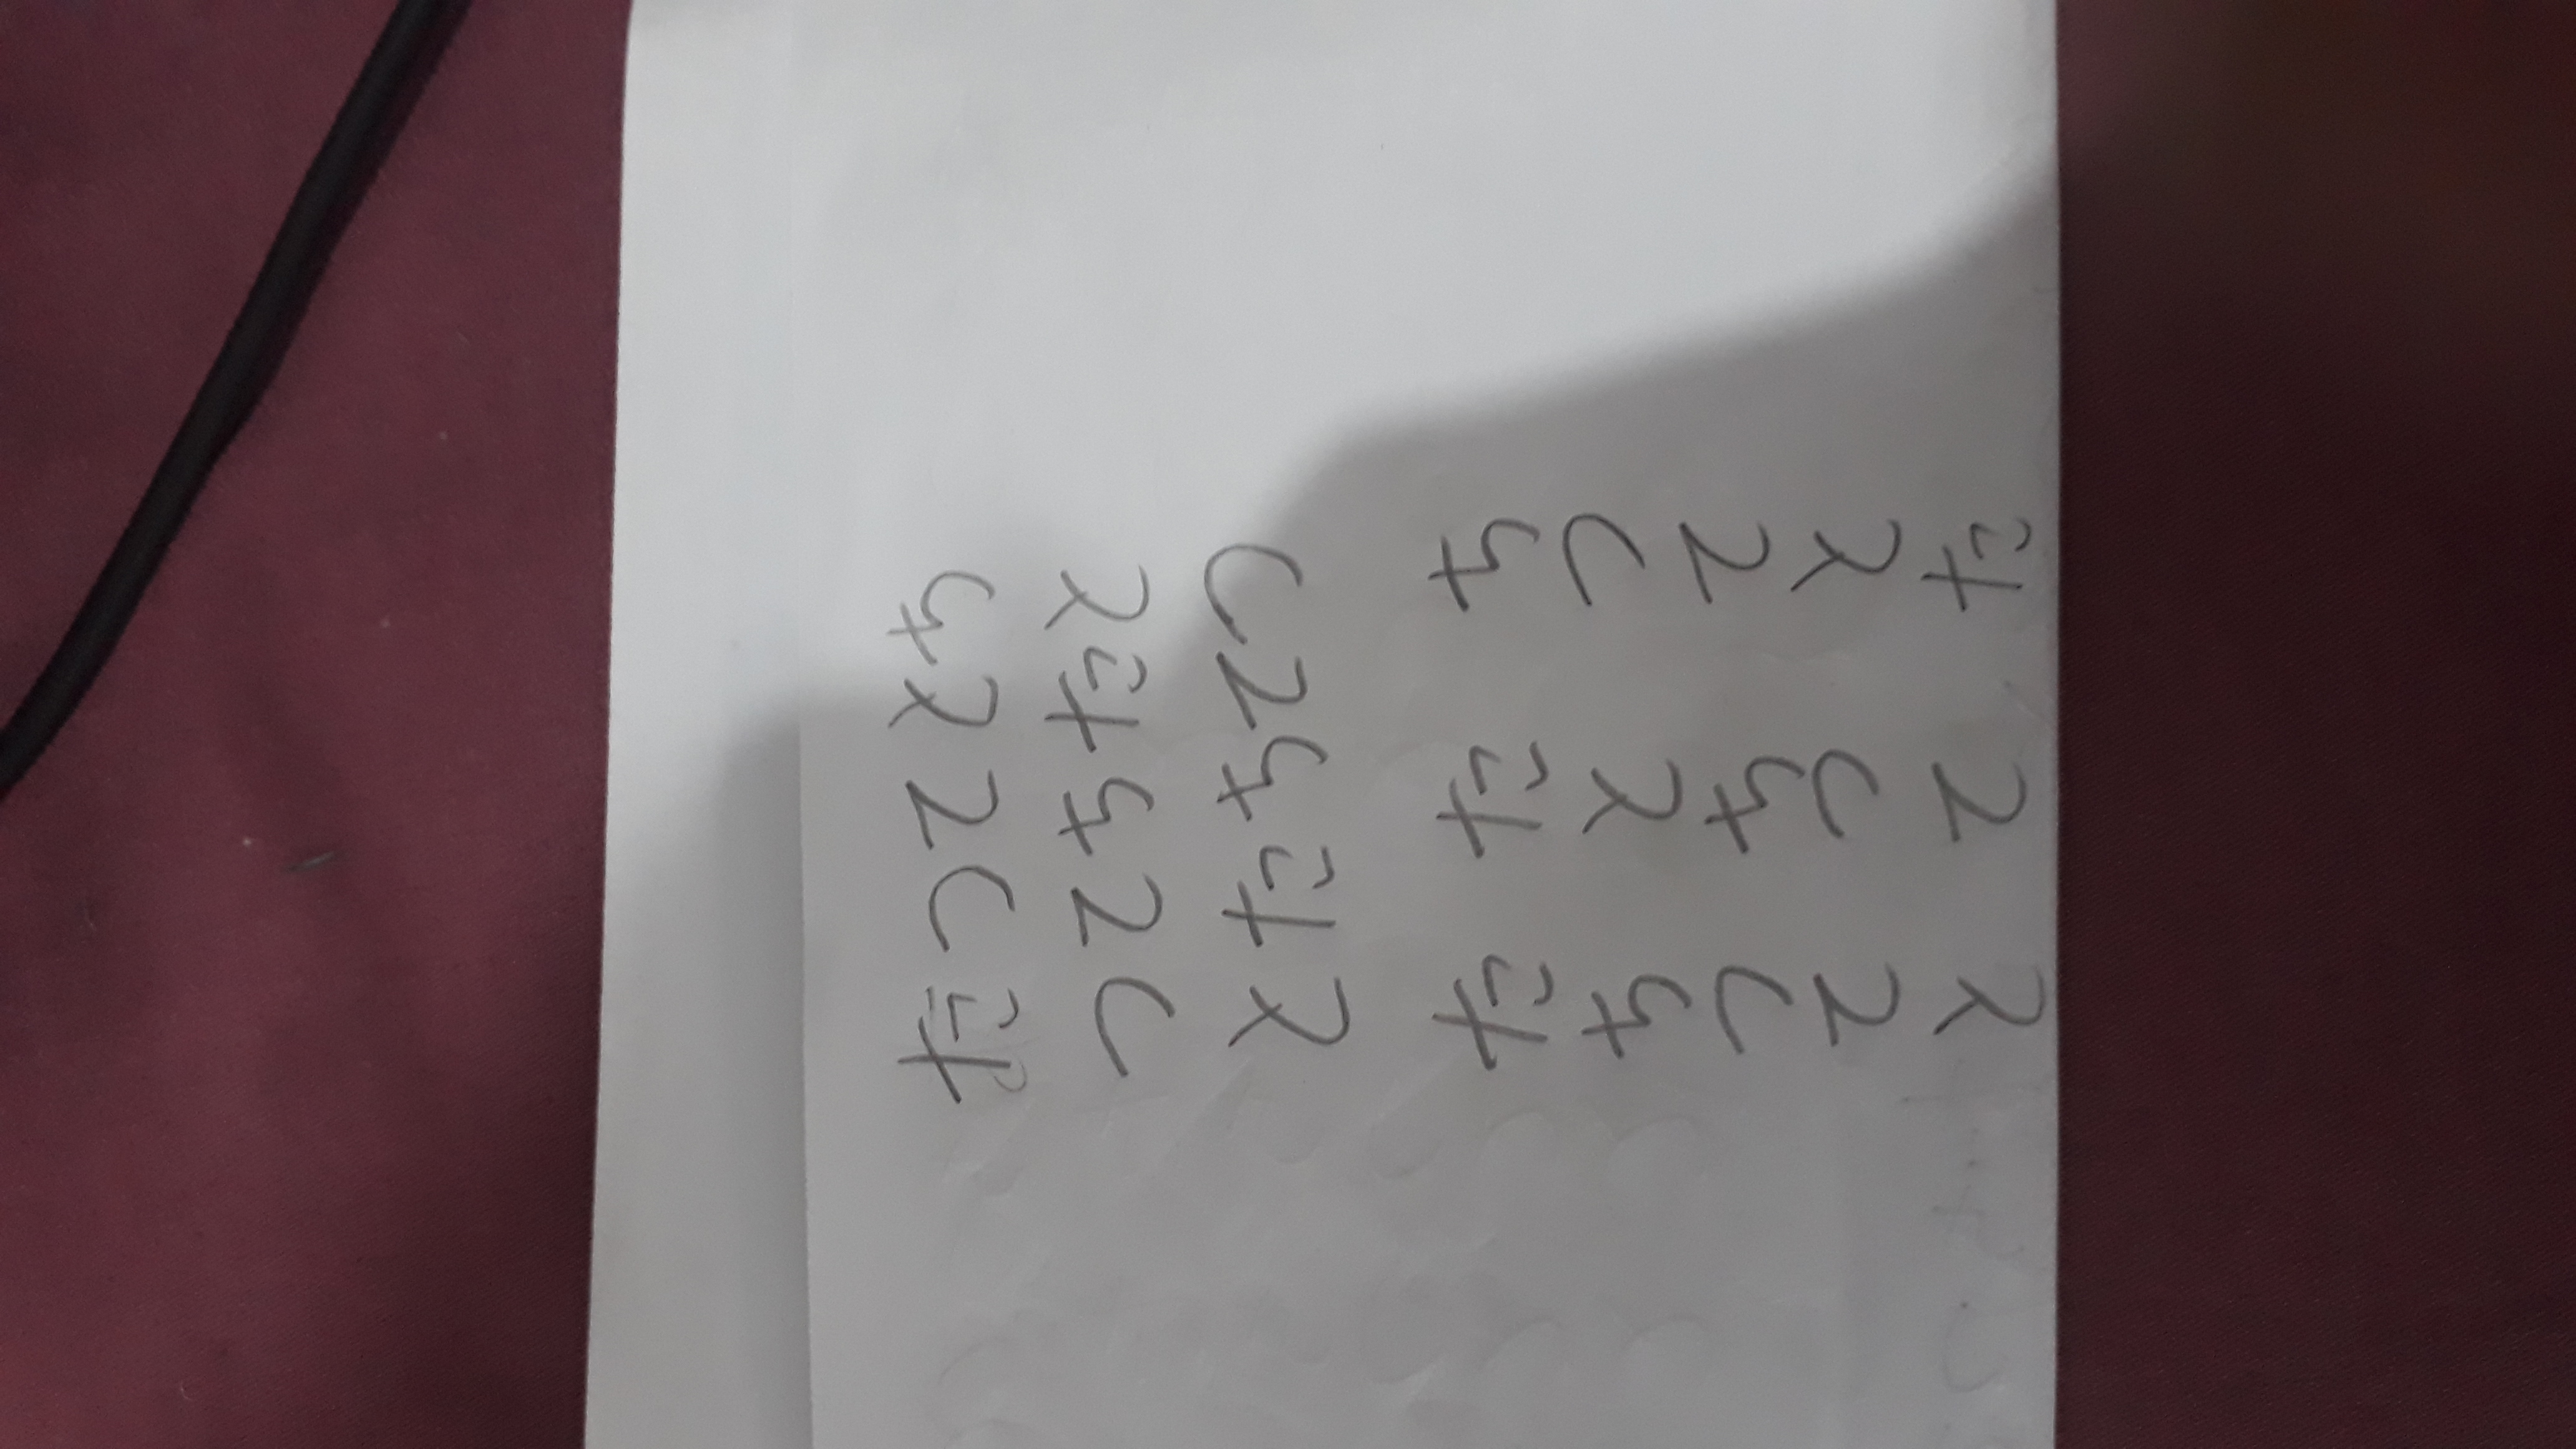 たつてとち
つてちたと
とたちてつ
た た ち
ち と つ
つ ち て
て つ と
と て た